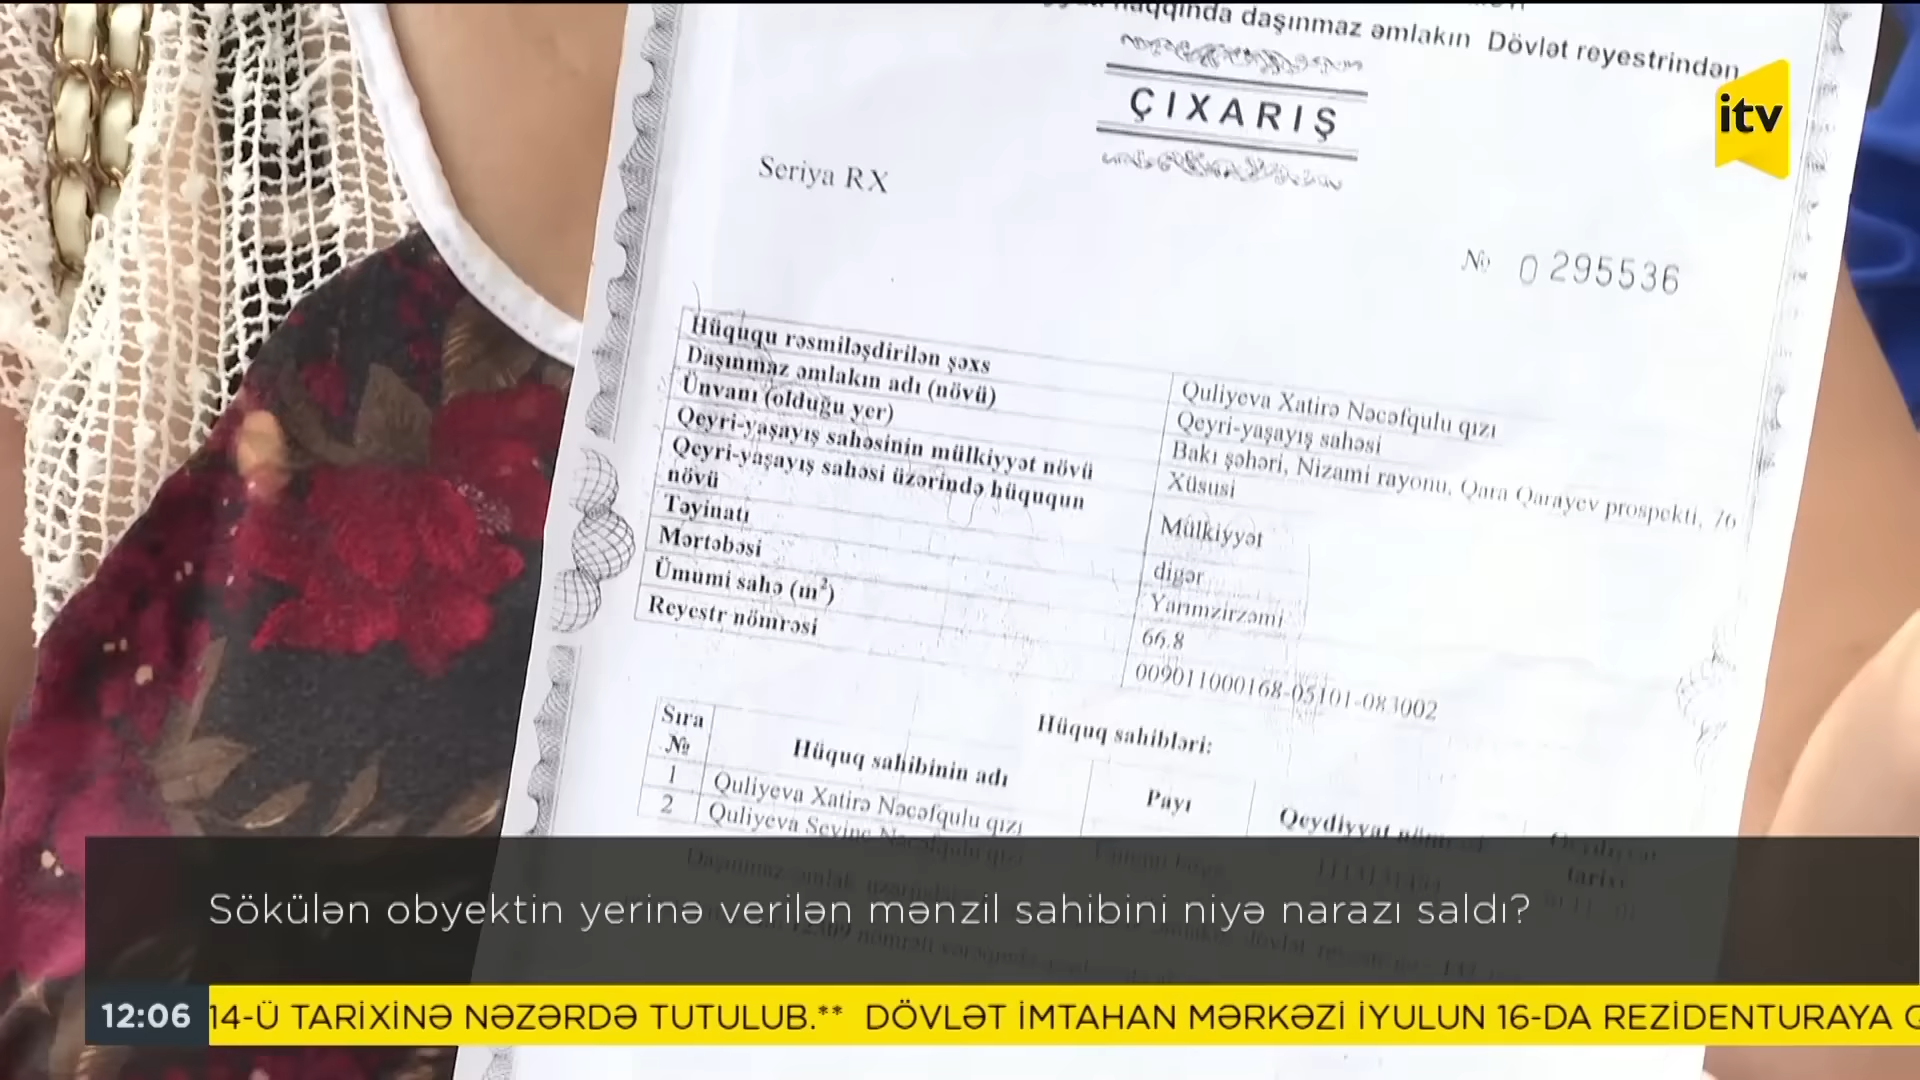 haqqında daşınmaz əmlakın Dövlət reyestrindən
ÇIXARIŞ
itv
Seriya RX
№ 0295536
Hüququ rəsmiləşdirilən şəxs
Quliyeva Xatirə Nəcəfqulu qızı
Daşınmaz əmlakın adı (növü)
Qeyri-yaşayış sahəsi
Ünvanı (olduğu yer)
Bakı şəhəri, Nizami rayonu, Qara Qarayev prospekti, 76
Qeyri-yaşayış sahəsinin mülkiyyət növü
Xüsusi
Qeyri-yaşayış sahəsi üzərində hüququn
növü
Mülkiyyət
Təyinatı
digər
Mərtəbəsi
Yarımzirzəmi
Ümumi sahə (m²)
66.8
Reyestr nömrəsi
009011000168-05101-083002
Hüquq sahibləri:
Sıra
№
Hüquq sahibinin adı
Payı
Qeydiyyat
tarixi
1 Quliyeva Xatirə Nəcəfqulu qızı
2 Quliyeva Sevinc Nəcəfqulu qızı
Sökülən obyektin yerinə verilən mənzil sahibini niyə narazı saldı?
12:06
14-Ü TARİXİNƏ NƏZƏRDƏ TUTULUB.** DÖVLƏT İMTAHAN MƏRKƏZİ İYULUN 16-DA REZİDENTURAYA